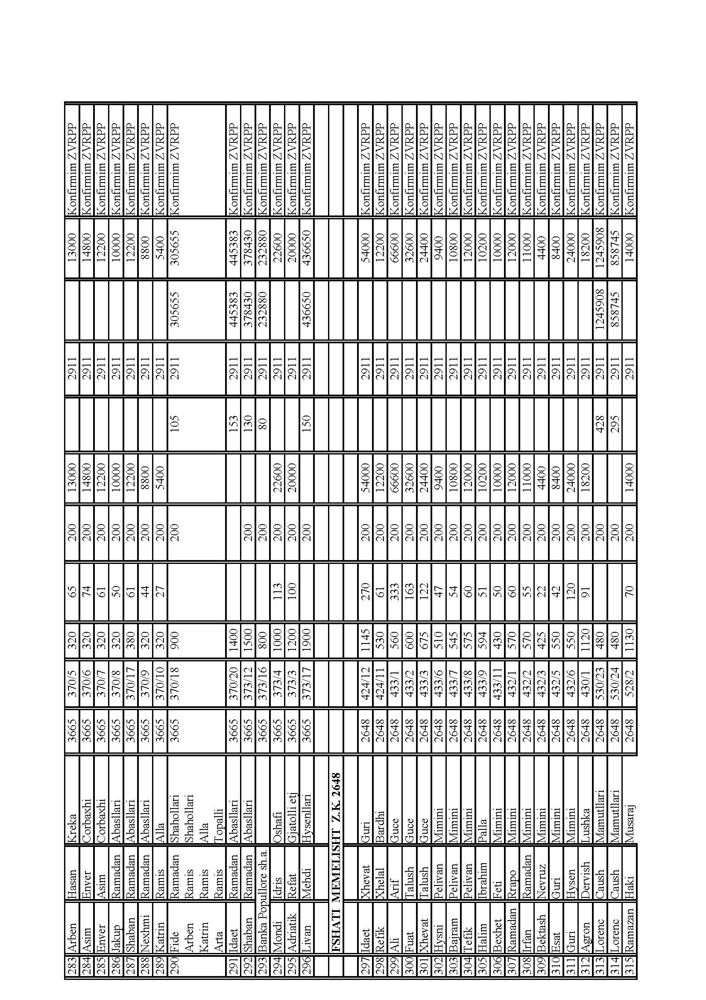 283 Arben Hasan Kreka 3665 370/5 320 65 200 13000 2911 13000 Konfirmim ZVRPP
284 Asim Enver Corbaxhi 3665 370/6 320 74 200 14800 2911 14800 Konfirmim ZVRPP
285 Enver Asim Corbaxhi 3665 370/7 320 61 200 12200 2911 12200 Konfirmim ZVRPP
286 Jakup Ramadan Abasllari 3665 370/8 320 50 200 10000 2911 10000 Konfirmim ZVRPP
287 Shaban Ramadan Abasllari 3665 370/17 380 61 200 12200 2911 12200 Konfirmim ZVRPP
288 Nexhmi Ramadan Abasllari 3665 370/9 320 44 200 8800 2911 8800 Konfirmim ZVRPP
289 Katrin Ramis Alla 3665 370/10 320 27 200 5400 2911 5400 Konfirmim ZVRPP
290 Fide Ramadan Shahollari 3665 370/18 900 200 105 2911 305655 305655 Konfirmim ZVRPP
Arben Ramis Shahollari
Katrin Ramis Alla
Arta Ramis Topalli
291 Idaet Ramadan Abasllari 3665 370/20 1400 153 2911 445383 445383 Konfirmim ZVRPP
292 Shaban Ramadan Abasllari 3665 373/12 1500 200 130 2911 378430 378430 Konfirmim ZVRPP
293 Banka Popullore sh.a. 3665 373/16 800 200 80 2911 232880 232880 Konfirmim ZVRPP
294 Mondi Idris Oshafi 3665 373/4 1000 113 200 22600 2911 22600 Konfirmim ZVRPP
295 Adriatik Refat Gjatolli etj 3665 373/3 1200 100 200 20000 2911 20000 Konfirmim ZVRPP
296 Livan Mehdi Hysenllari 3665 373/17 1900 200 150 2911 436650 436650 Konfirmim ZVRPP
FSHATI MEMELISHT Z.K. 2648
297 Idaet Xhevat Guri 2648 424/12 1145 270 200 54000 2911 54000 Konfirmim ZVRPP
298 Refik Xhelal Bardhi 2648 424/11 530 61 200 12200 2911 12200 Konfirmim ZVRPP
299 Ali Arif Guce 2648 433/1 560 333 200 66600 2911 66600 Konfirmim ZVRPP
300 Fuat Talush Guce 2648 433/2 600 163 200 32600 2911 32600 Konfirmim ZVRPP
301 Xhevat Talush Guce 2648 433/3 675 122 200 24400 2911 24400 Konfirmim ZVRPP
302 Hysni Pelivan Mimimi 2648 433/6 510 47 200 9400 2911 9400 Konfirmim ZVRPP
303 Bajram Pelivan Mimimi 2648 433/7 545 54 200 10800 2911 10800 Konfirmim ZVRPP
304 Tefik Pelivan Mimimi 2648 433/8 575 60 200 12000 2911 12000 Konfirmim ZVRPP
305 Halim Ibrahim Palla 2648 433/9 594 51 200 10200 2911 10200 Konfirmim ZVRPP
306 Bexhet Feti Mimimi 2648 433/11 430 50 200 10000 2911 10000 Konfirmim ZVRPP
307 Ramadan Rrapo Mimimi 2648 432/1 570 60 200 12000 2911 12000 Konfirmim ZVRPP
308 Irfan Ramadan Mimimi 2648 432/2 570 55 200 11000 2911 11000 Konfirmim ZVRPP
309 Bektash Nevruz Mimimi 2648 432/3 425 22 200 4400 2911 4400 Konfirmim ZVRPP
310 Esat Guri Mimimi 2648 432/5 550 42 200 8400 2911 8400 Konfirmim ZVRPP
311 Guri Hysen Mimimi 2648 432/6 550 120 200 24000 2911 24000 Konfirmim ZVRPP
312 Agron Dervish Lushka 2648 430/1 1120 91 200 18200 2911 18200 Konfirmim ZVRPP
313 Lorenc Caush Mamutllari 2648 530/23 480 200 428 2911 1245908 1245908 Konfirmim ZVRPP
314 Lorenc Caush Mamutllari 2648 530/24 480 200 295 2911 858745 858745 Konfirmim ZVRPP
315 Ramazan Haki Musaraj 2648 528/2 1130 70 200 14000 2911 14000 Konfirmim ZVRPP